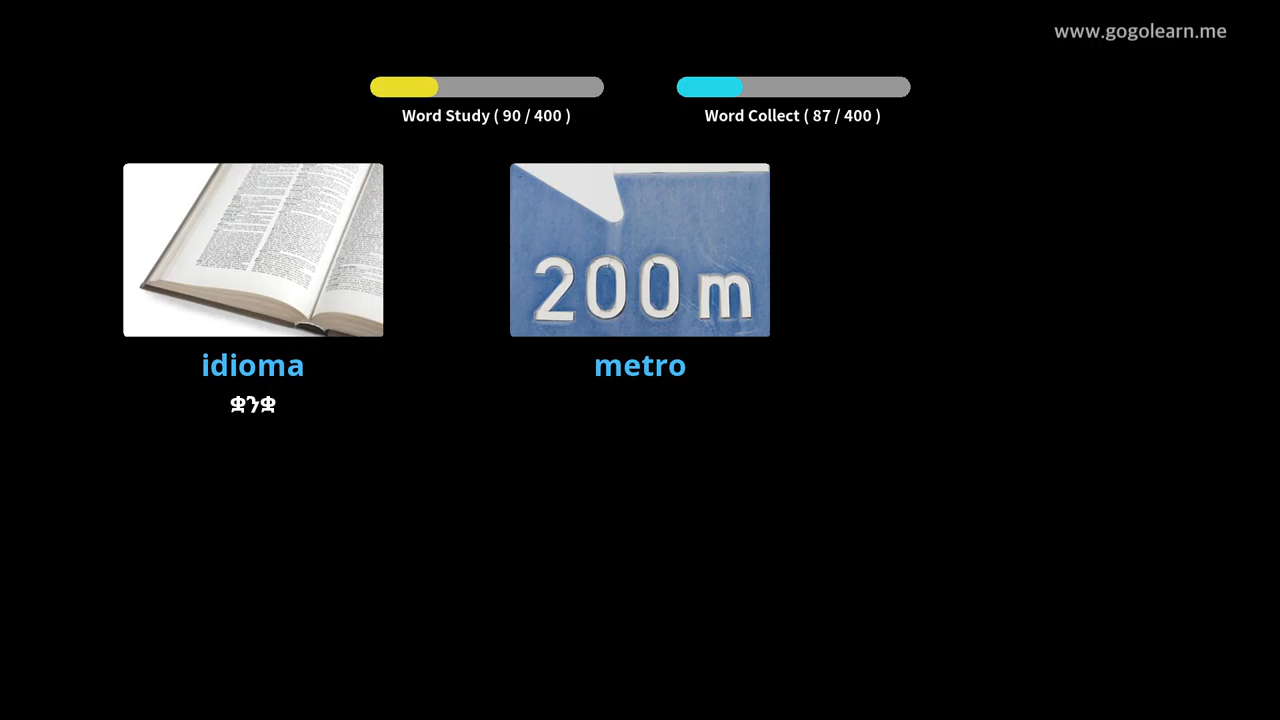 www.gogolearn.me
Word Study ( 90 / 400 )
Word Collect ( 87 / 400 )
200 m
idioma
metro
ቋንቋ